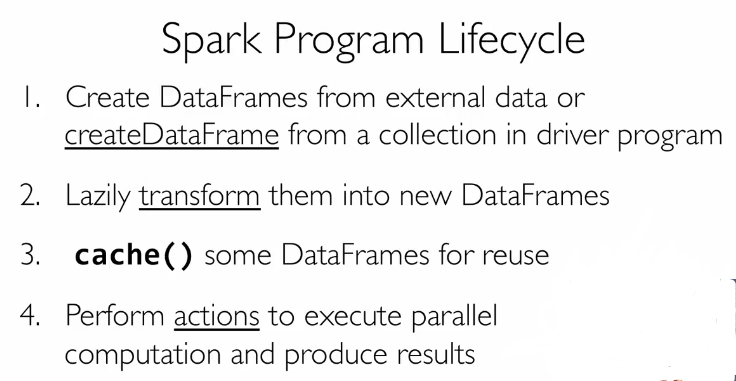 Spark Program Lifecycle
1. Create DataFrames from external data or
createDataFrame from a collection in driver program
2. Lazily transform them into new DataFrames
3. cache() some DataFrames for reuse
4. Perform actions to execute parallel
computation and produce results